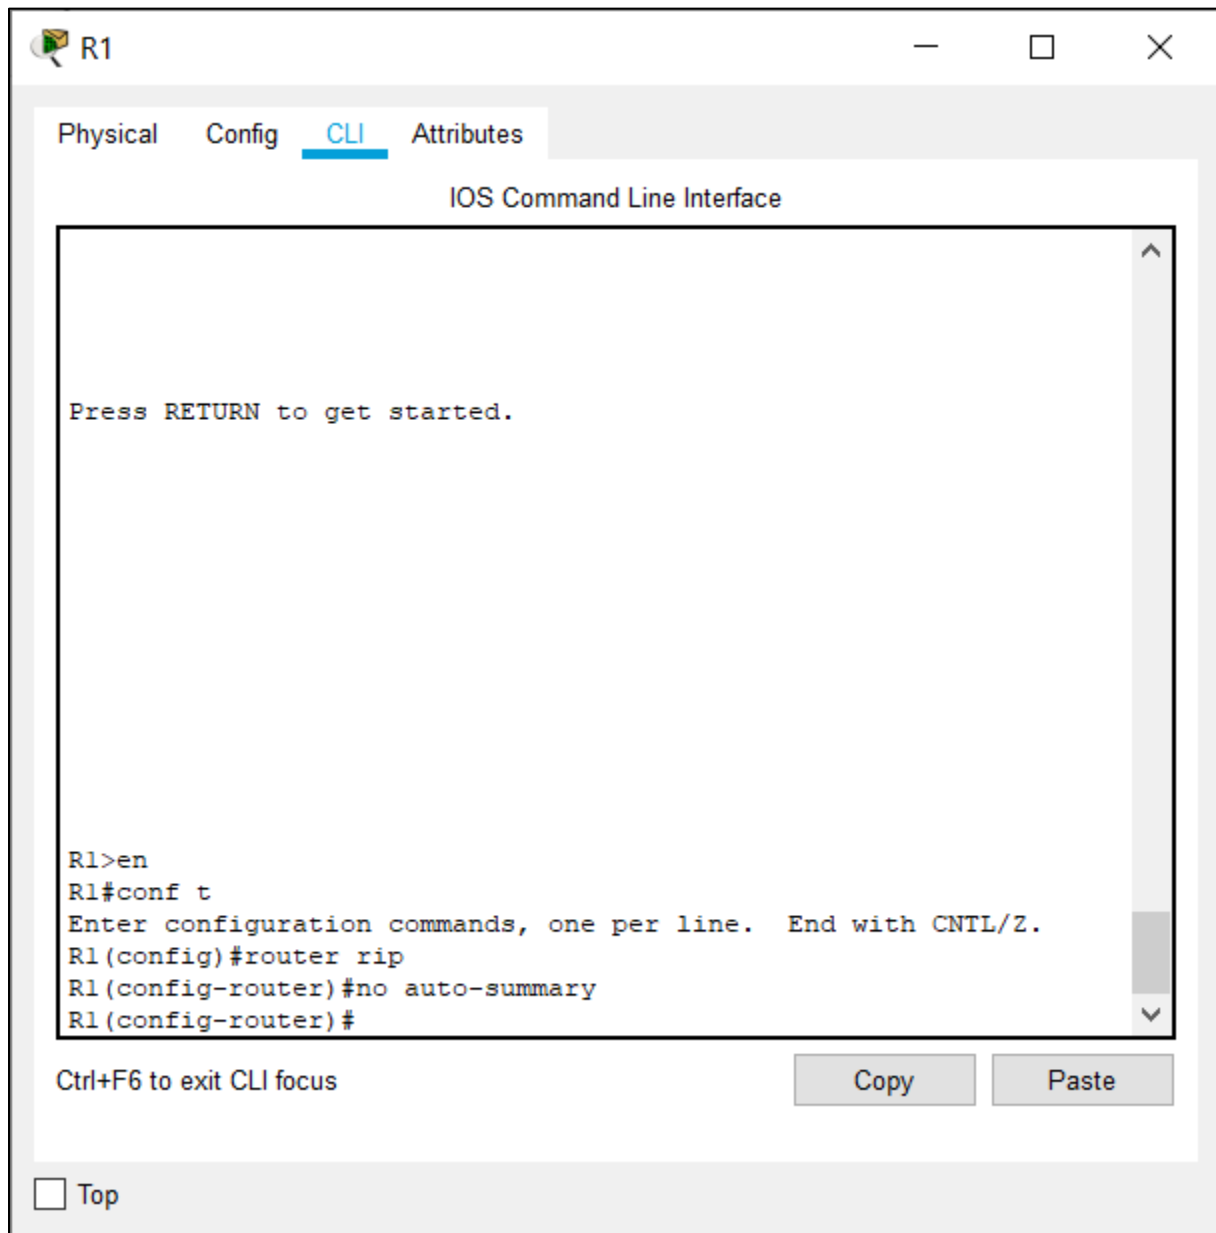 R1
Physical Config CLI Attributes
IOS Command Line Interface
Press RETURN to get started.
R1>en
R1#conf t
Enter configuration commands, one per line.  End with CNTL/Z.
R1(config)#router rip
R1(config-router)#no auto-summary
R1(config-router)#
Ctrl+F6 to exit CLI focus
Copy Paste
Top